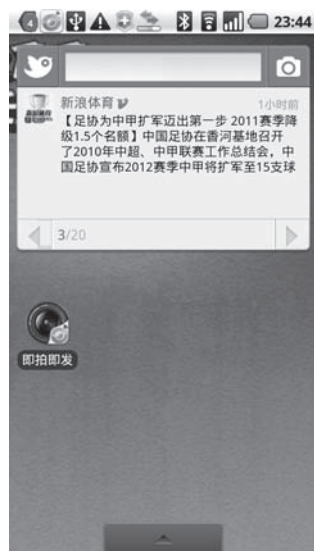 4
23:44
新浪体育
1小时前
【足协为中甲扩军迈出第一步 2011赛季降
级1.5个名额】中国足协在香河基地召开
了2010年中超、中甲联赛工作总结会，中
国足协宣布2012赛季中甲将扩军至15支球
3/20
即拍即发